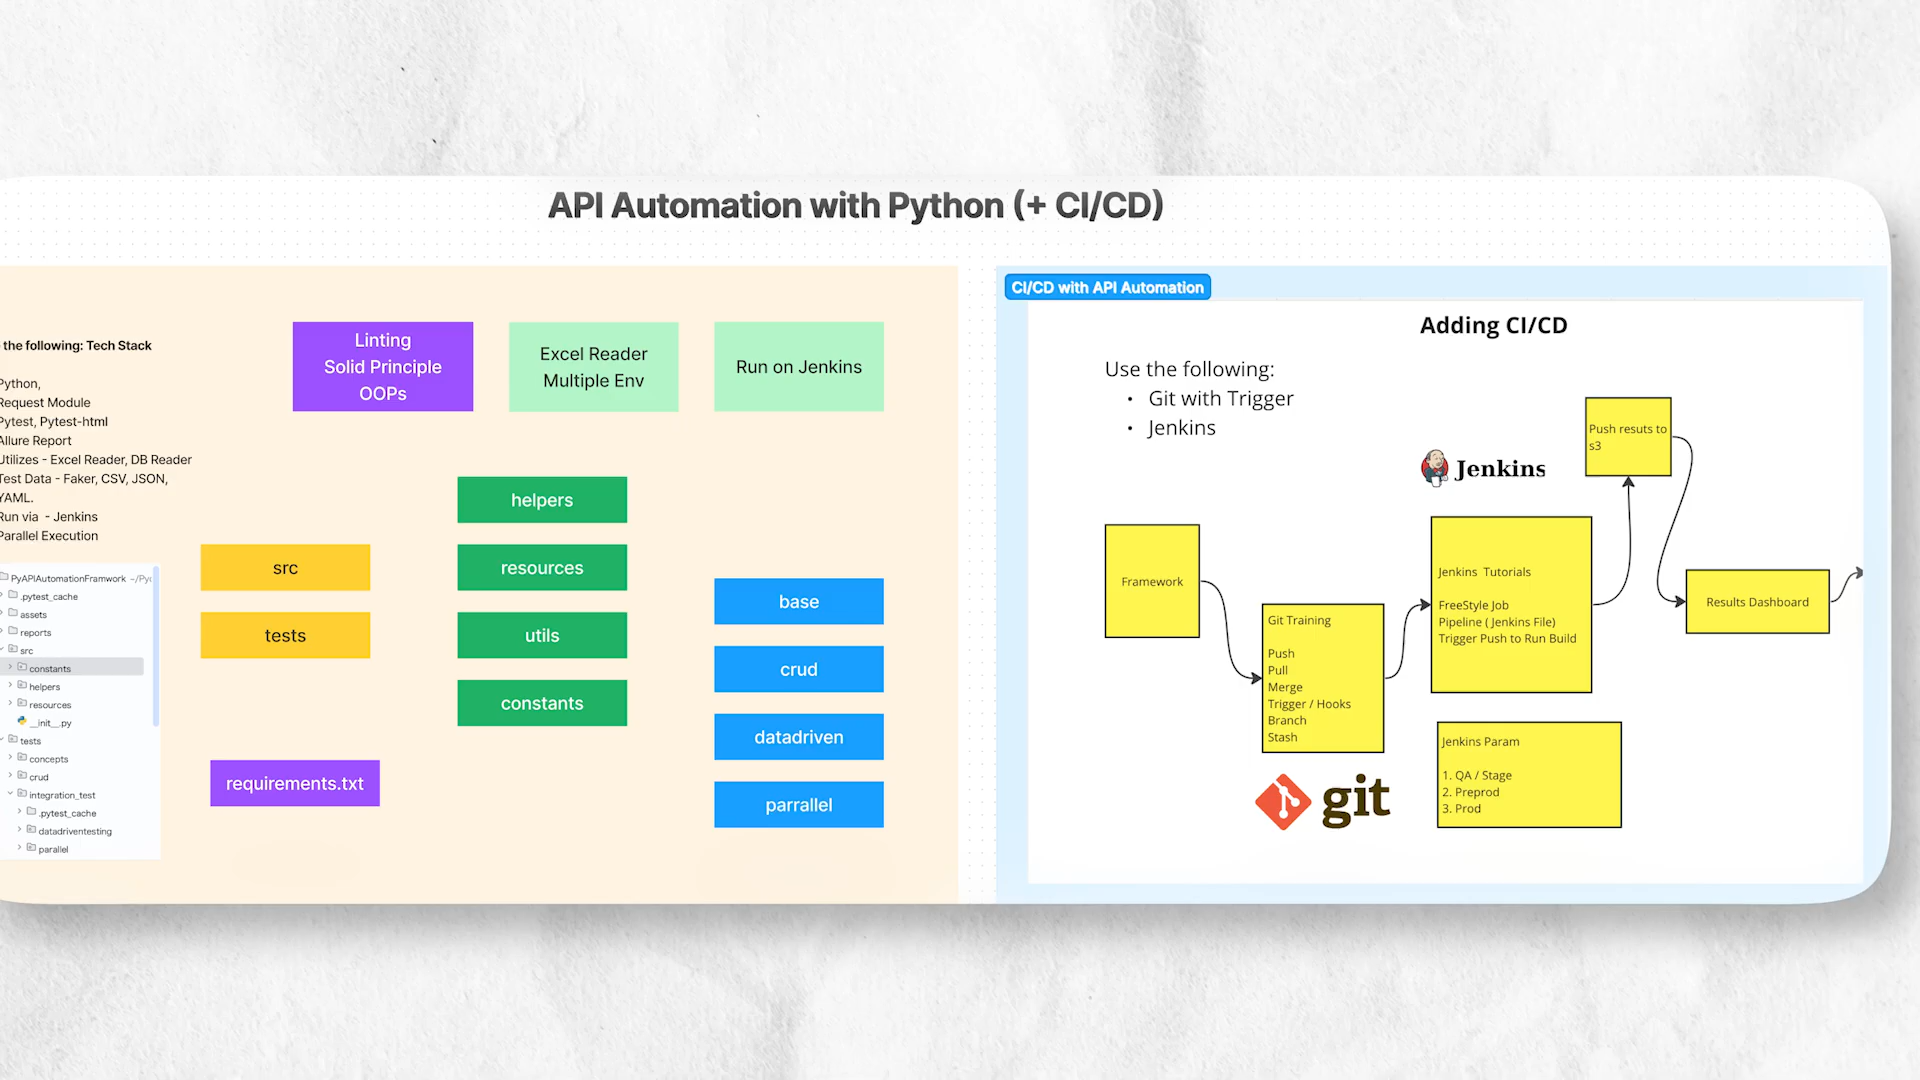 API Automation with Python (+ CI/CD)
the following: Tech Stack
Python,
Request Module
Pytest, Pytest-html
Allure Report
Utilizes - Excel Reader, DB Reader
Test Data - Faker, CSV, JSON,
YAML.
Run via - Jenkins
Parallel Execution
PyAPIAutomationFramwork ~/Pyc
.pytest_cache
assets
reports
src
constants
helpers
resources
__init__.py
tests
concepts
crud
integration_test
.pytest_cache
datadriventesting
parallel
Linting
Solid Principle
OOPs
Excel Reader
Multiple Env
Run on Jenkins
src
tests
requirements.txt
helpers
resources
utils
constants
base
crud
datadriven
parrallel
CI/CD with API Automation
Adding CI/CD
Use the following:
• Git with Trigger
• Jenkins
Jenkins
Push resuts to
s3
Framework
Git Training
Push
Pull
Merge
Trigger / Hooks
Branch
Stash
Jenkins Tutorials
FreeStyle Job
Pipeline ( Jenkins File)
Trigger Push to Run Build
Results Dashboard
Jenkins Param
1. QA / Stage
2. Preprod
3. Prod
git